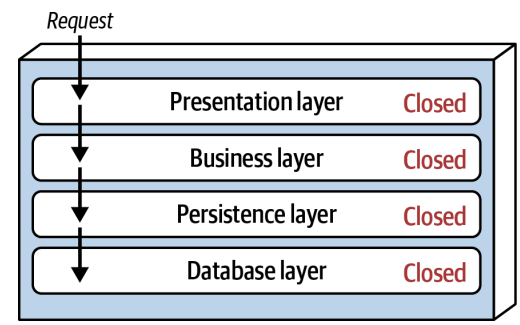 Request
Presentation layer Closed
Business layer Closed
Persistence layer Closed
Database layer Closed